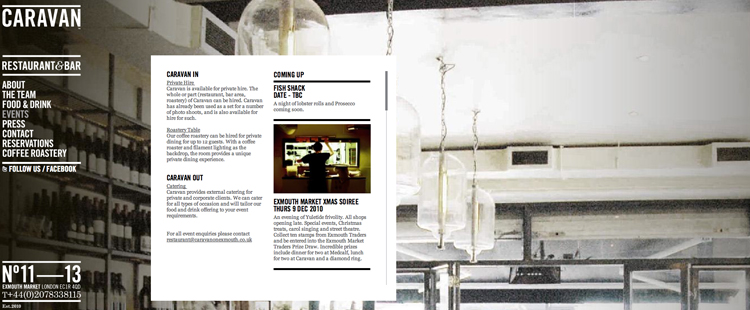 CARAVAN
RESTAURANT & BAR
ABOUT
THE TEAM
FOOD & DRINK
EVENTS
PRESS
CONTACT
RESERVATIONS
COFFEE ROASTERY
FOLLOW US / FACEBOOK
Nº11—13
EXMOUTH MARKET LONDON EC1R 4QD
T+44(0)2078338115
Est.2010
CARAVAN IN
Private Hire
Caravan is available for private hire. The
whole or part (restaurant, bar area,
roastery) of Caravan can be hired. Caravan
has already been used as a set for a number
of photo shoots, and is also available for
hire for such.
Roastery Table
Our coffee roastery can be hired for private
dining for up to 12 guests. With a coffee
roaster and filament lighting as the
backdrop, the room provides a unique
private dining experience.
CARAVAN OUT
Catering
Caravan provides external catering for
private and corporate clients. We can cater
for all types of occasion and will tailor our
food and drink offering to your event
requirements.
For all event enquiries please contact
restaurant@caravanonexmouth.co.uk
COMING UP
FISH SHACK
DATE - TBC
A night of lobster rolls and Prosecco
coming soon.
EXMOUTH MARKET XMAS SOIREE
THURS 9 DEC 2010
An evening of Yuletide frivolity. All shops
opening late. Special events, Christmas
treats, carol singing and street theatre.
Collect ten stamps from Exmouth Traders
and be entered into the Exmouth Market
Traders Prize Draw. Incredible prizes
include dinner for two at Medcalf, lunch
for two at Caravan and a diamond ring.